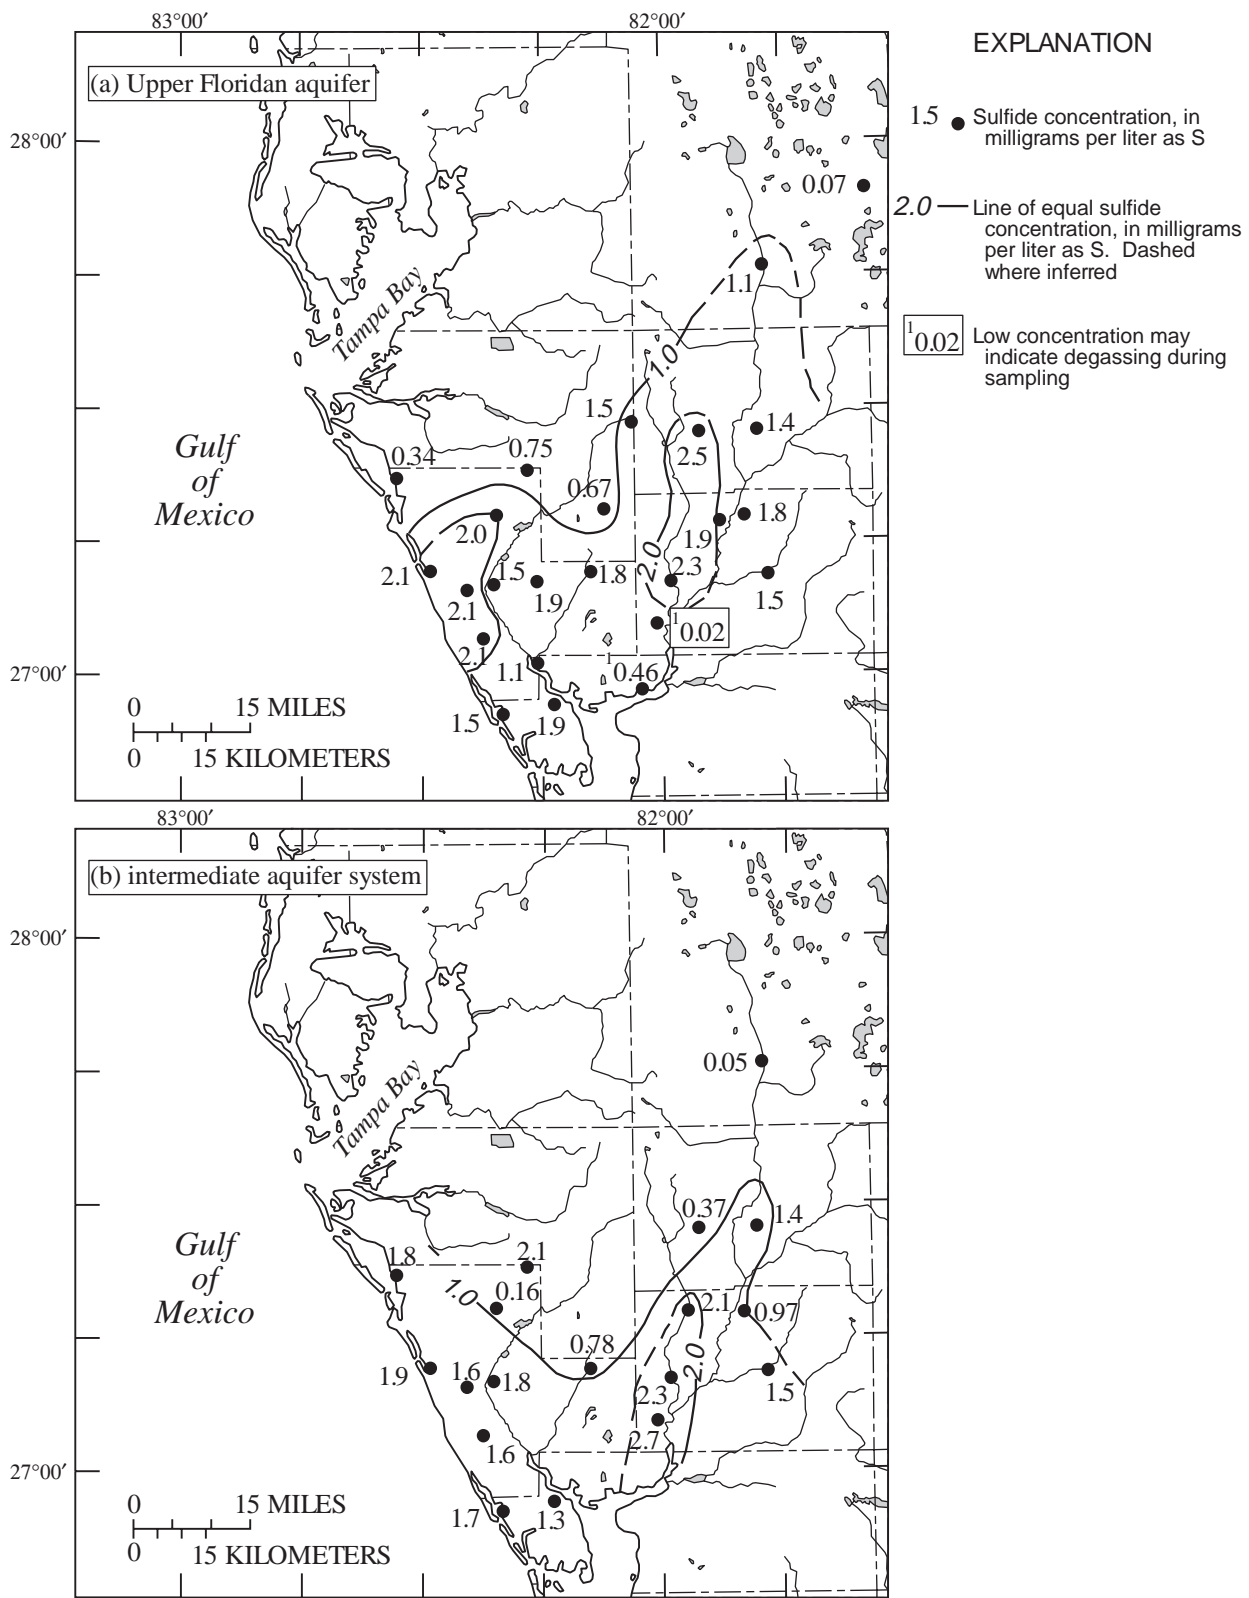 83°00′
82°00′
EXPLANATION
(a) Upper Floridan aquifer
28°00′
1.5
Sulfide concentration, in
milligrams per liter as S
0.07
2.0
Line of equal sulfide
concentration, in milligrams
per liter as S. Dashed
where inferred
1.1
Tampa Bay
1
0.02
Low concentration may
indicate degassing during
sampling
1.0
1.5
1.4
2.5
Gulf
of
Mexico
0.34
0.75
0.67
1.8
2.0
1.9
2.0
2.1
1.5
1.9
1.8
2.3
1.5
2.1
1
0.02
2.1
1.1
1
0.46
27°00′
0
15 MILES
1.5
1.9
0
15 KILOMETERS
83°00′
82°00′
(b) intermediate aquifer system
28°00′
0.05
Tampa Bay
0.37
1.4
Gulf
of
Mexico
1.8
2.1
1.0
0.16
2.1
0.97
0.78
2.0
1.9
1.6
1.8
2.3
1.5
2.7
1.6
27°00′
0
15 MILES
1.7
1.3
0
15 KILOMETERS